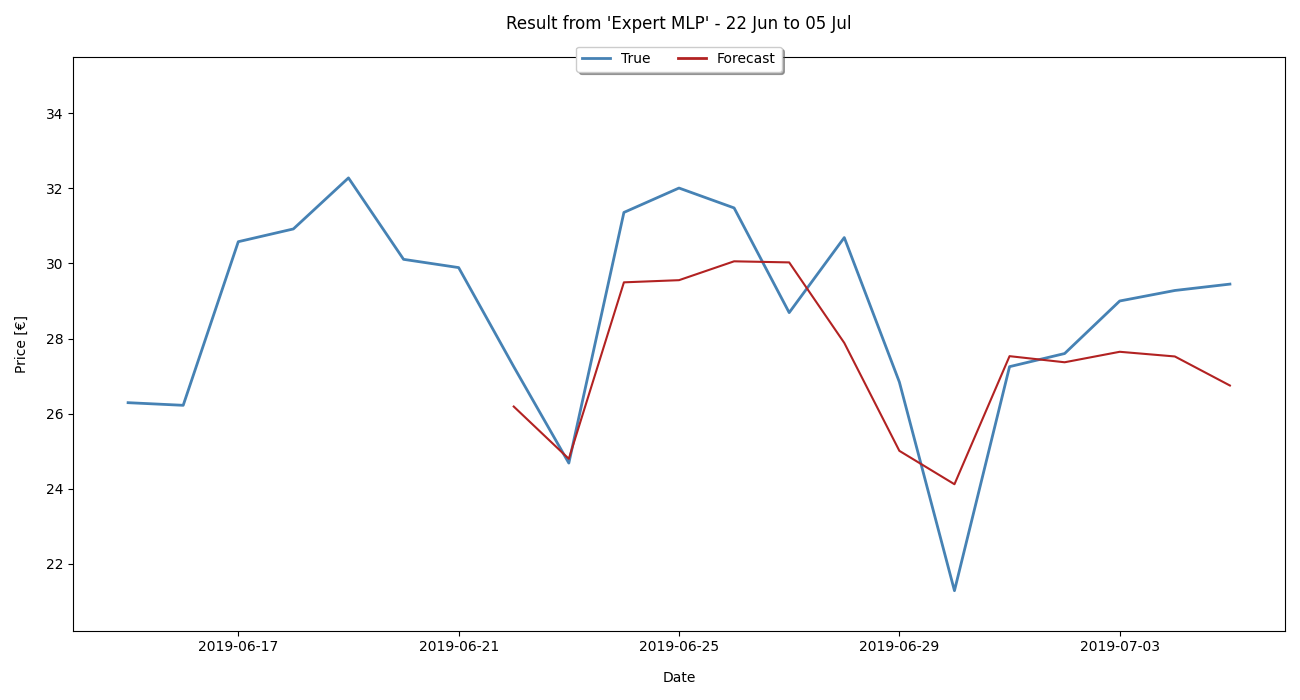 Result from 'Expert MLP' - 22 Jun to 05 Jul
True Forecast
34
32
30
28
26
24
22
Price [€]
2019-06-17 2019-06-21 2019-06-25 2019-06-29 2019-07-03
Date